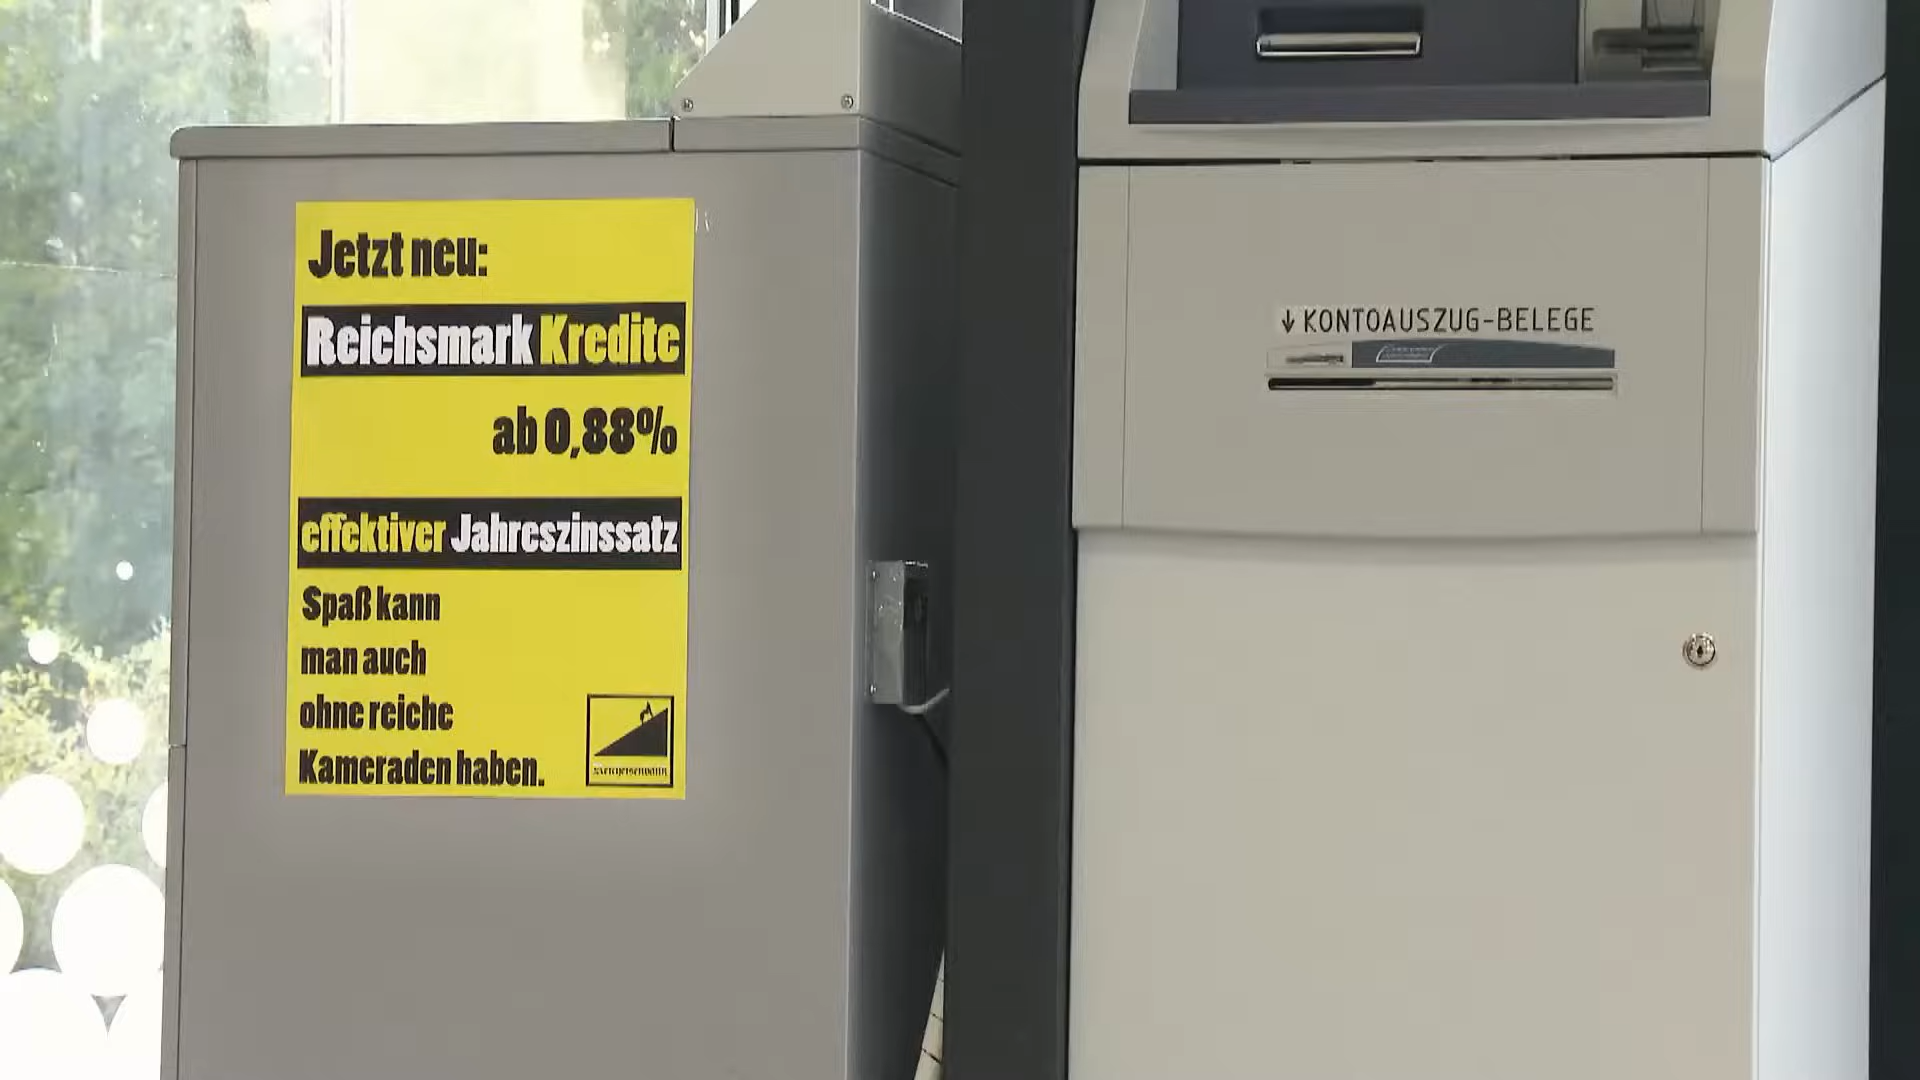 Jetzt neu:
Reichsmark Kredite
ab 0,88%
effektiver Jahreszinssatz
Spaß kann
man auch
ohne reiche
Kameraden haben.
↓ KONTOAUSZUG-BELEGE